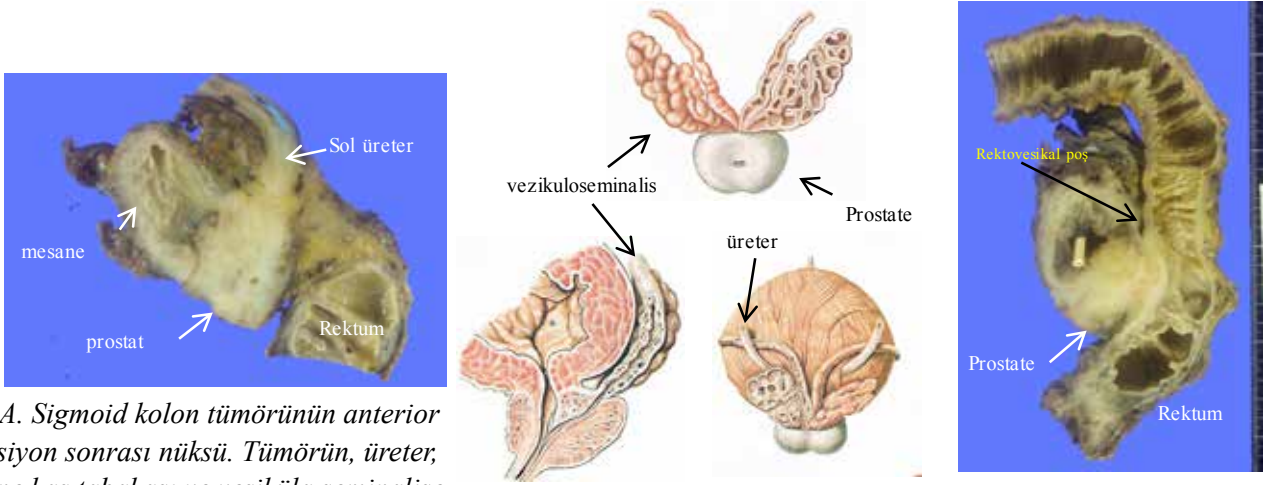 Sol üreter
mesane
prostat
Rektum
A. Sigmoid kolon tümörünün anterior
siyon sonrası nüksü. Tümörün, üreter,
vezikuloseminalis
Prostate
üreter
Rektovesikal poş
Prostate
Rektum